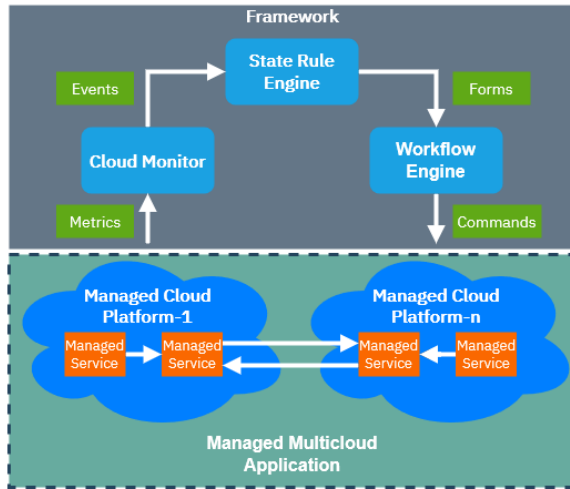 Framework
State Rule
Engine
Events
Forms
Cloud Monitor
Workflow
Engine
Metrics
Commands
Managed Cloud
Platform-1
Managed Cloud
Platform-n
Managed
Service
Managed
Service
Managed
Service
Managed
Service
Managed Multicloud
Application